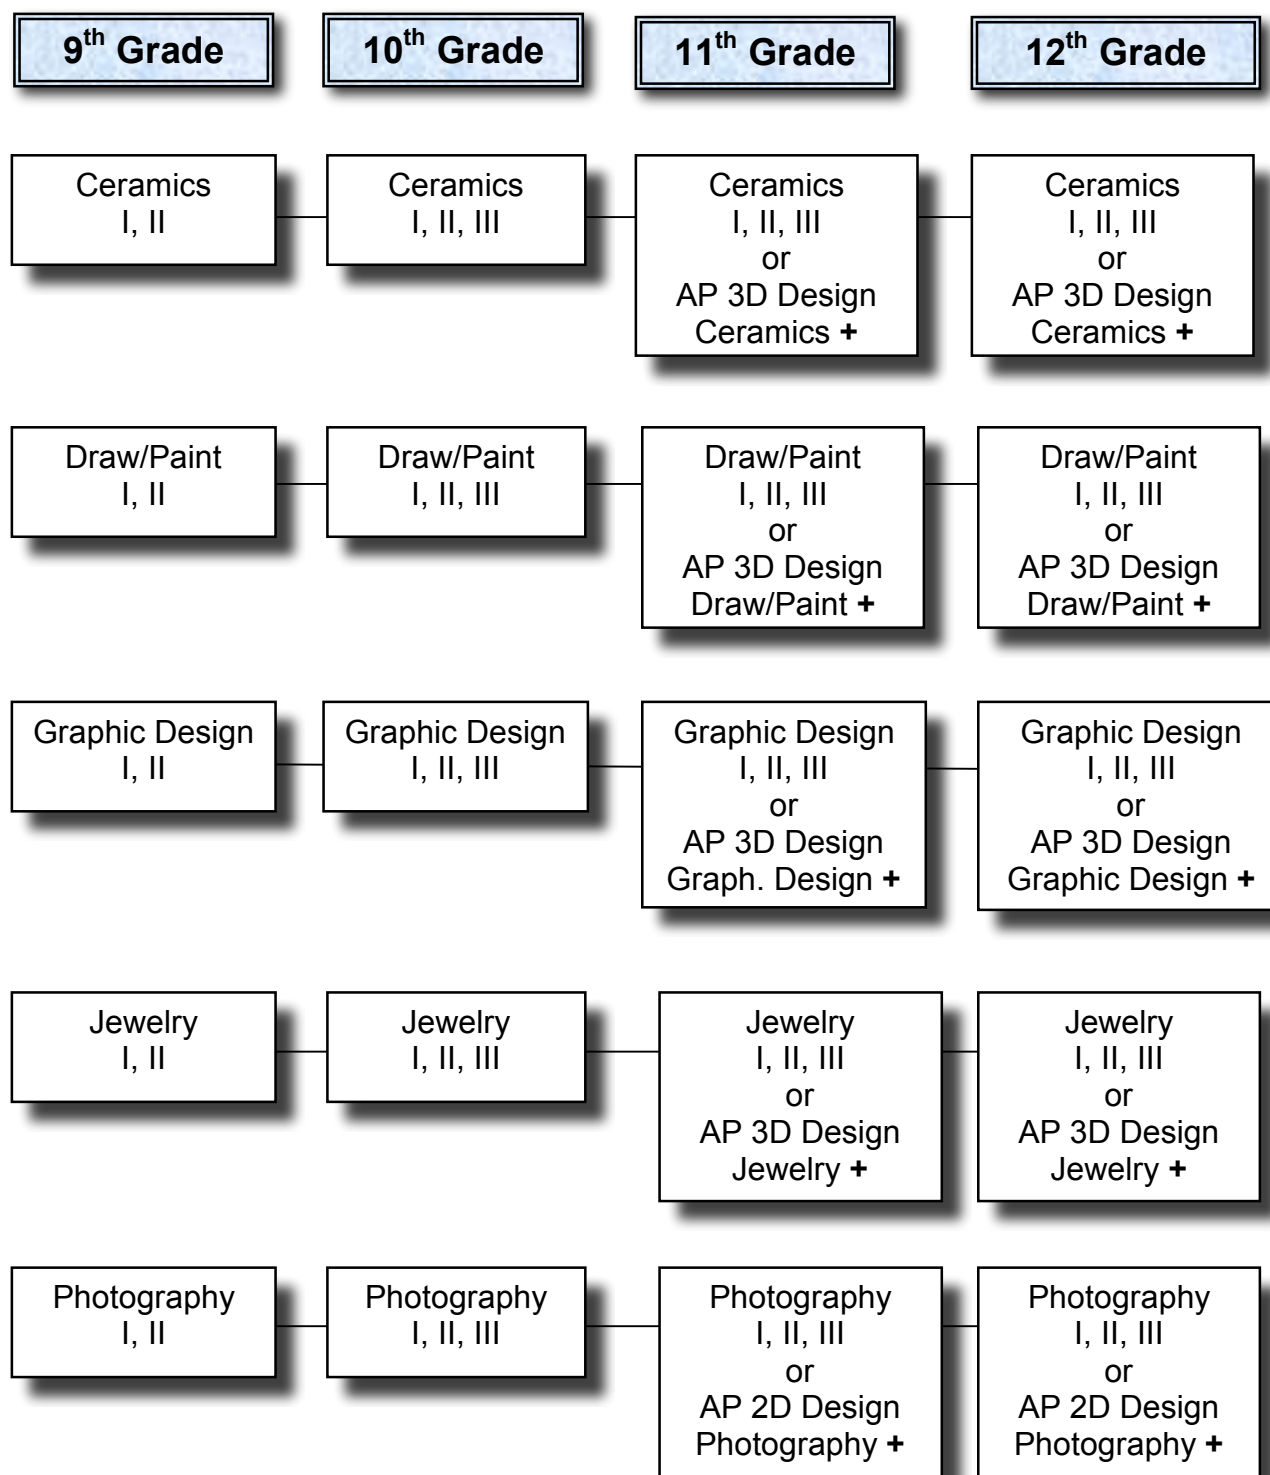 9th Grade
10th Grade
11th Grade
12th Grade
Ceramics
I, II
Ceramics
I, II, III
Ceramics
I, II, III
or
AP 3D Design
Ceramics +
Ceramics
I, II, III
or
AP 3D Design
Ceramics +
Draw/Paint
I, II
Draw/Paint
I, II, III
Draw/Paint
I, II, III
or
AP 3D Design
Draw/Paint +
Draw/Paint
I, II, III
or
AP 3D Design
Draw/Paint +
Graphic Design
I, II
Graphic Design
I, II, III
Graphic Design
I, II, III
or
AP 3D Design
Graph. Design +
Graphic Design
I, II, III
or
AP 3D Design
Graphic Design +
Jewelry
I, II
Jewelry
I, II, III
Jewelry
I, II, III
or
AP 3D Design
Jewelry +
Jewelry
I, II, III
or
AP 3D Design
Jewelry +
Photography
I, II
Photography
I, II, III
Photography
I, II, III
or
AP 2D Design
Photography +
Photography
I, II, III
or
AP 2D Design
Photography +